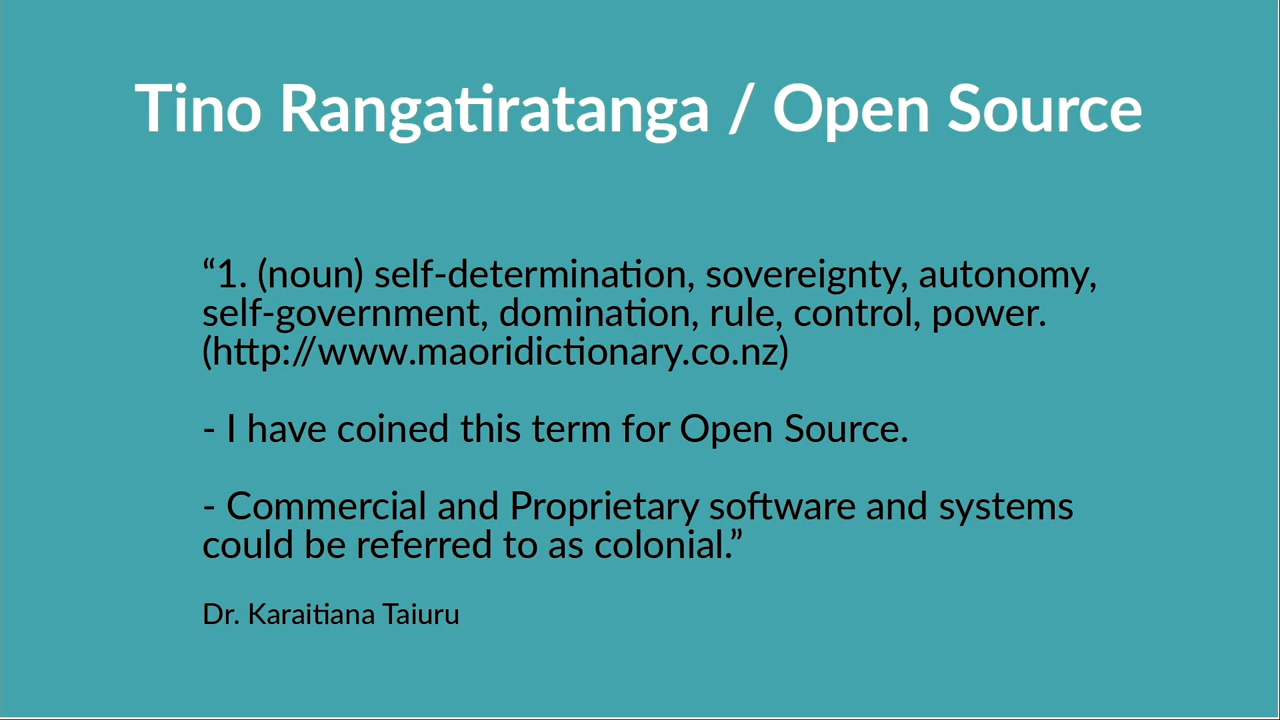 Tino Rangatiratanga / Open Source
“1. (noun) self-determination, sovereignty, autonomy,
self-government, domination, rule, control, power.
(http://www.maoridictionary.co.nz)
- I have coined this term for Open Source.
- Commercial and Proprietary software and systems
could be referred to as colonial.”
Dr. Karaitiana Taiuru